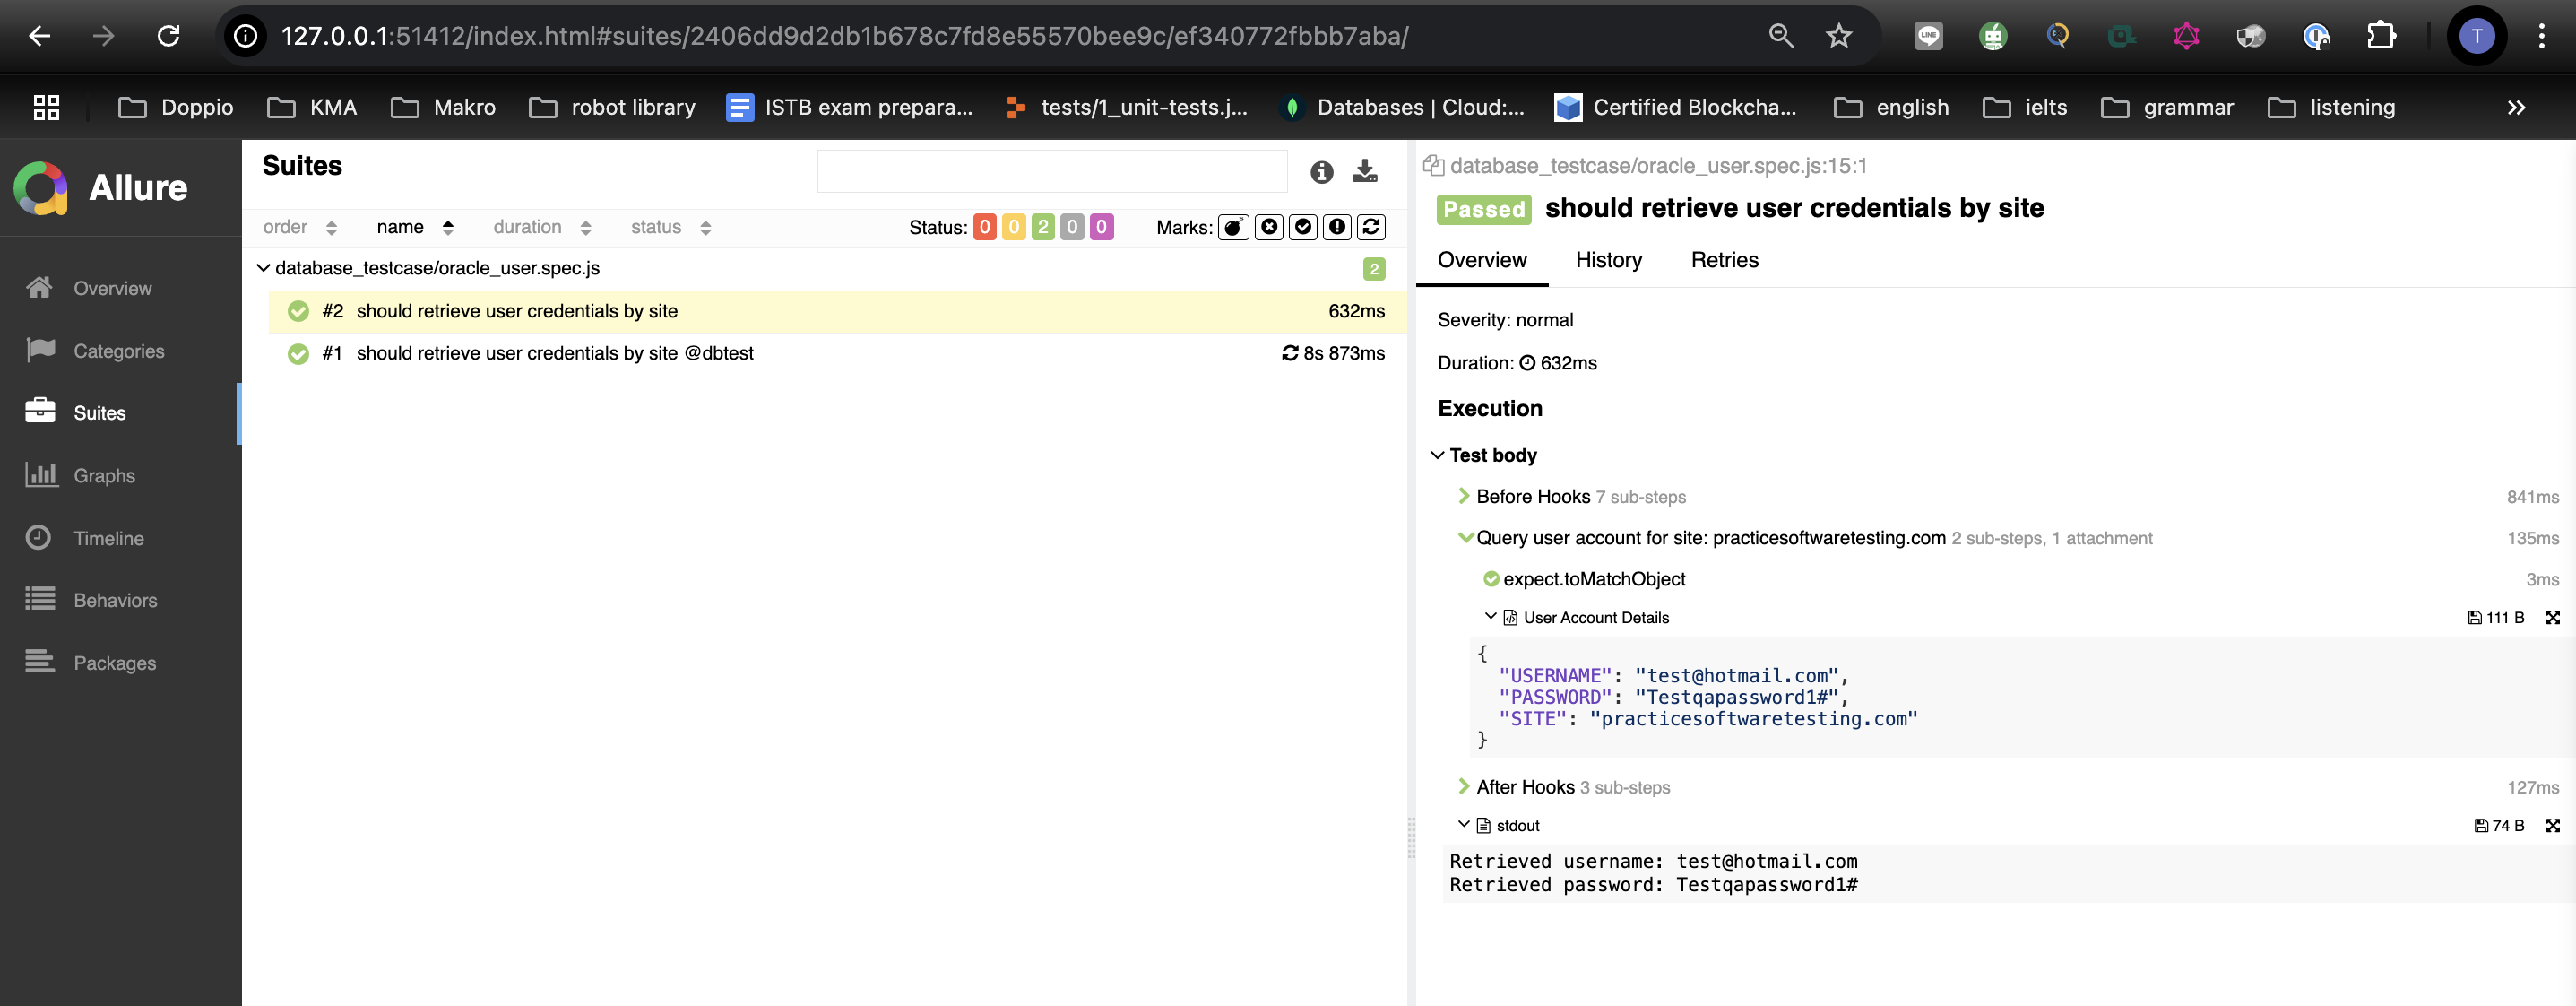 127.0.0.1:51412/index.html#suites/2406dd9d2db1b678c7fd8e55570bee9c/ef340772fbbb7aba/
LINE
T
Doppio
KMA
Makro
robot library
ISTB exam prepara...
tests/1_unit-tests.j...
Databases | Cloud:...
Certified Blockcha...
english
ielts
grammar
listening
Allure
Overview
Categories
Suites
Graphs
Timeline
Behaviors
Packages
Suites
order name duration status Status: 0 0 2 0 0 Marks:
database_testcase/oracle_user.spec.js 2
#2 should retrieve user credentials by site 632ms
#1 should retrieve user credentials by site @dbtest 8s 873ms
database_testcase/oracle_user.spec.js:15:1
Passed should retrieve user credentials by site
Overview History Retries
Severity: normal
Duration: 632ms
Execution
Test body
Before Hooks 7 sub-steps 841ms
Query user account for site: practicesoftwaretesting.com 2 sub-steps, 1 attachment 135ms
expect.toMatchObject 3ms
User Account Details 111 B
{
"USERNAME": "test@hotmail.com",
"PASSWORD": "Testqapassword1#",
"SITE": "practicesoftwaretesting.com"
}
After Hooks 3 sub-steps 127ms
stdout 74 B
Retrieved username: test@hotmail.com
Retrieved password: Testqapassword1#